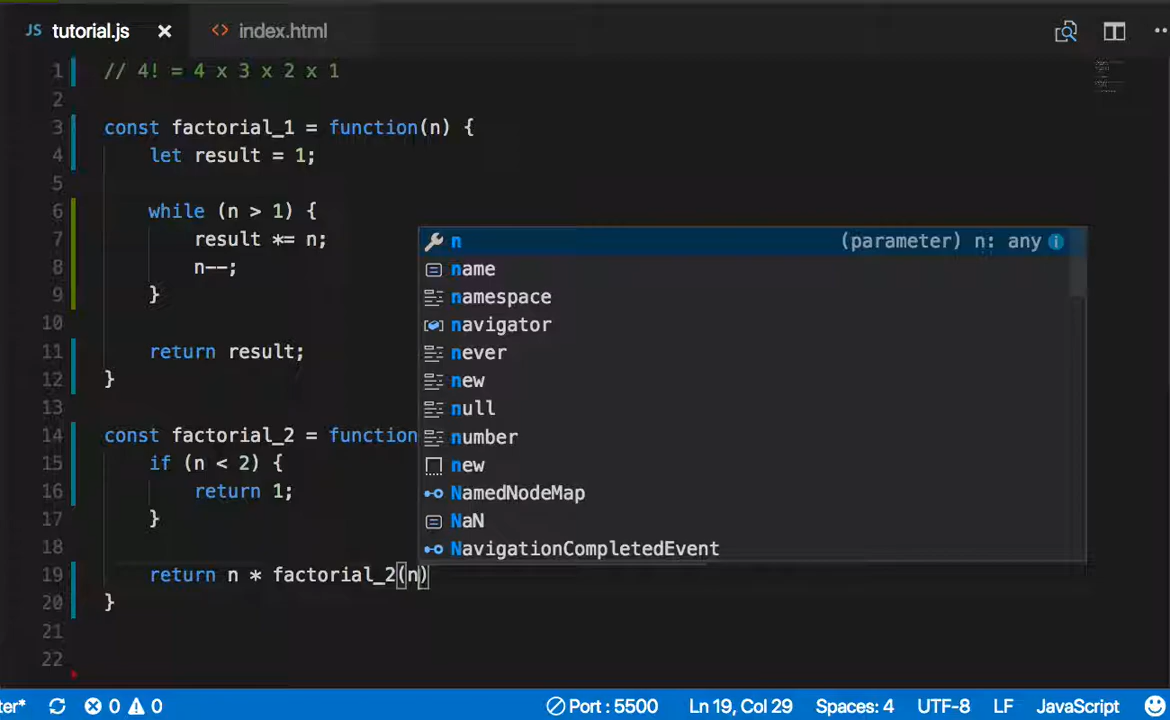 JS tutorial.js × <> index.html
1 // 4! = 4 x 3 x 2 x 1
2
3 const factorial_1 = function(n) {
4 let result = 1;
5
6 while (n > 1) {
7 result *= n;
8 n--;
9 }
10
11 return result;
12 }
13
14 const factorial_2 = function
15 if (n < 2) {
16 return 1;
17 }
18
19 return n * factorial_2(n)
20 }
21
22
n (parameter) n: any
name
namespace
navigator
never
new
null
number
new
NamedNodeMap
NaN
NavigationCompletedEvent
ter* 0 0 Port : 5500 Ln 19, Col 29 Spaces: 4 UTF-8 LF JavaScript